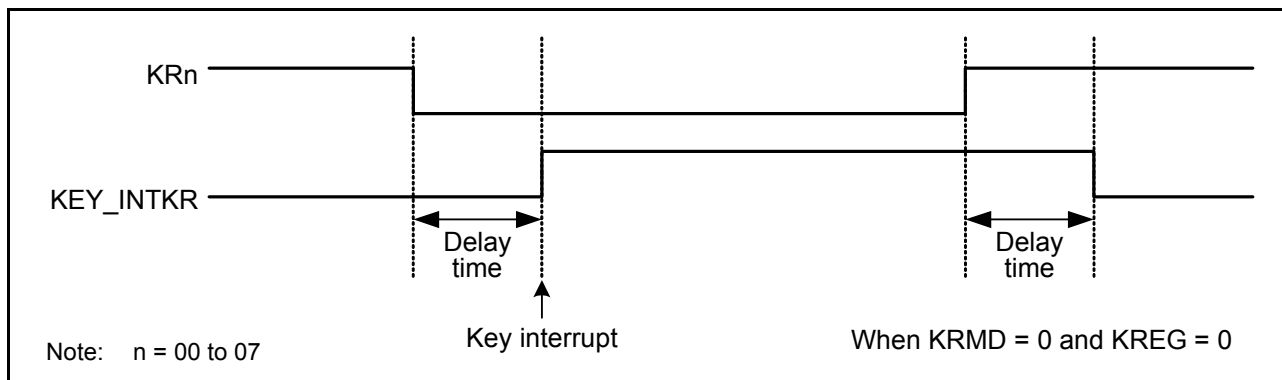 KRn
KEY_INTKR
Delay
time
Delay
time
Key interrupt
When KRMD = 0 and KREG = 0
Note: n = 00 to 07